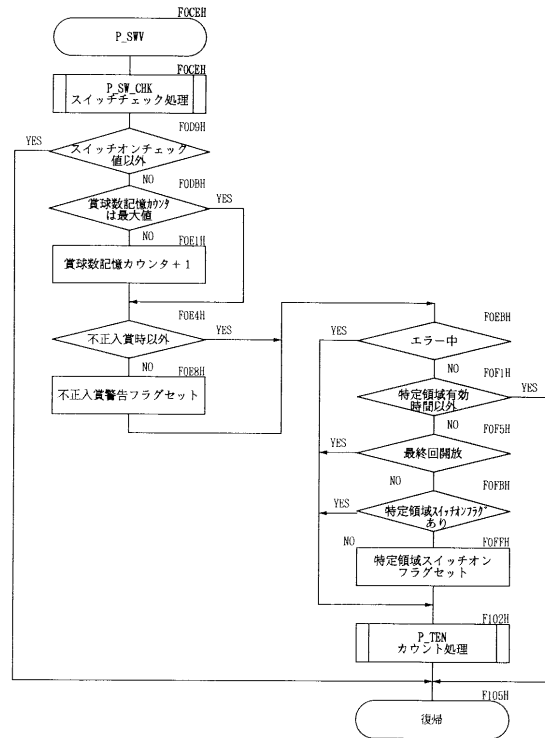 F0CEH
P_SWV
F0CEH
P_SW_CHK
スイッチチェック処理
F0D9H
YES
スイッチオンチェック
値以外
NO
F0DBH
YES
賞球数記憶カウンタ
は最大値
NO
F0E1H
賞球数記憶カウンタ+1
F0E4H
不正入賞時以外
YES
NO
F0E8H
不正入賞警告フラグセット
F0EBH
YES
エラー中
NO
F0F1H
YES
特定領域有効
時間以外
NO
F0F5H
YES
最終回開放
NO
F0FBH
YES
特定領域スイッチオンフラグ
あり
NO
F0FFH
特定領域スイッチオン
フラグセット
F102H
P_TEN
カウント処理
F105H
復帰